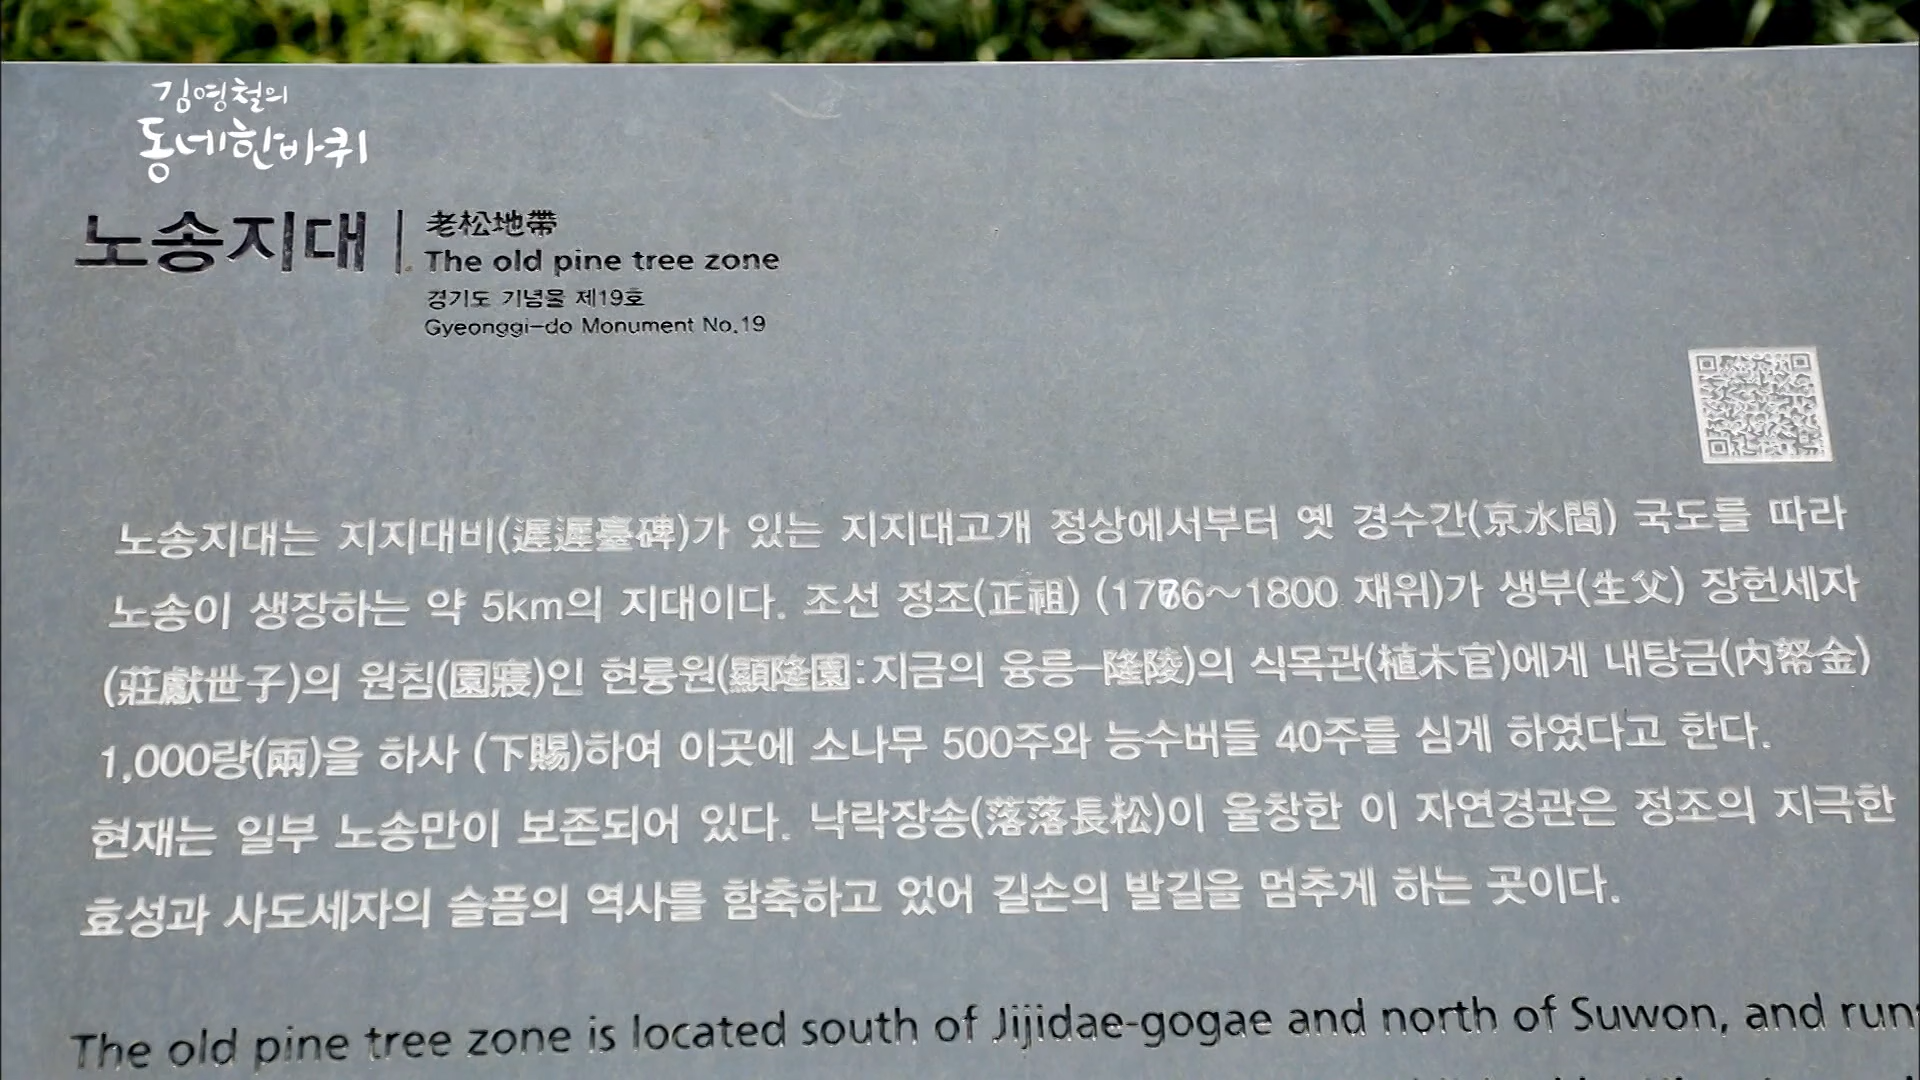 김영철의
동네한바퀴
노송지대
老松地帶
The old pine tree zone
경기도 기념물 제19호
Gyeonggi-do Monument No.19
노송지대는 지지대비(遲遲臺碑)가 있는 지지대고개 정상에서부터 옛 경수간(京水間) 국도를 따라
노송이 생장하는 약 5km의 지대이다. 조선 정조(正祖) (1776~1800 재위)가 생부(生父) 장헌세자
(莊獻世子)의 원침(園寢)인 현륭원(顯隆園:지금의 융릉-隆陵)의 식목관(植木官)에게 내탕금(內帑金)
1,000량(兩)을 하사 (下賜)하여 이곳에 소나무 500주와 능수버들 40주를 심게 하였다고 한다.
현재는 일부 노송만이 보존되어 있다. 낙락장송(落落長松)이 울창한 이 자연경관은 정조의 지극한
효성과 사도세자의 슬픔의 역사를 함축하고 있어 길손의 발길을 멈추게 하는 곳이다.
The old pine tree zone is located south of Jijidae-gogae and north of Suwon, and run